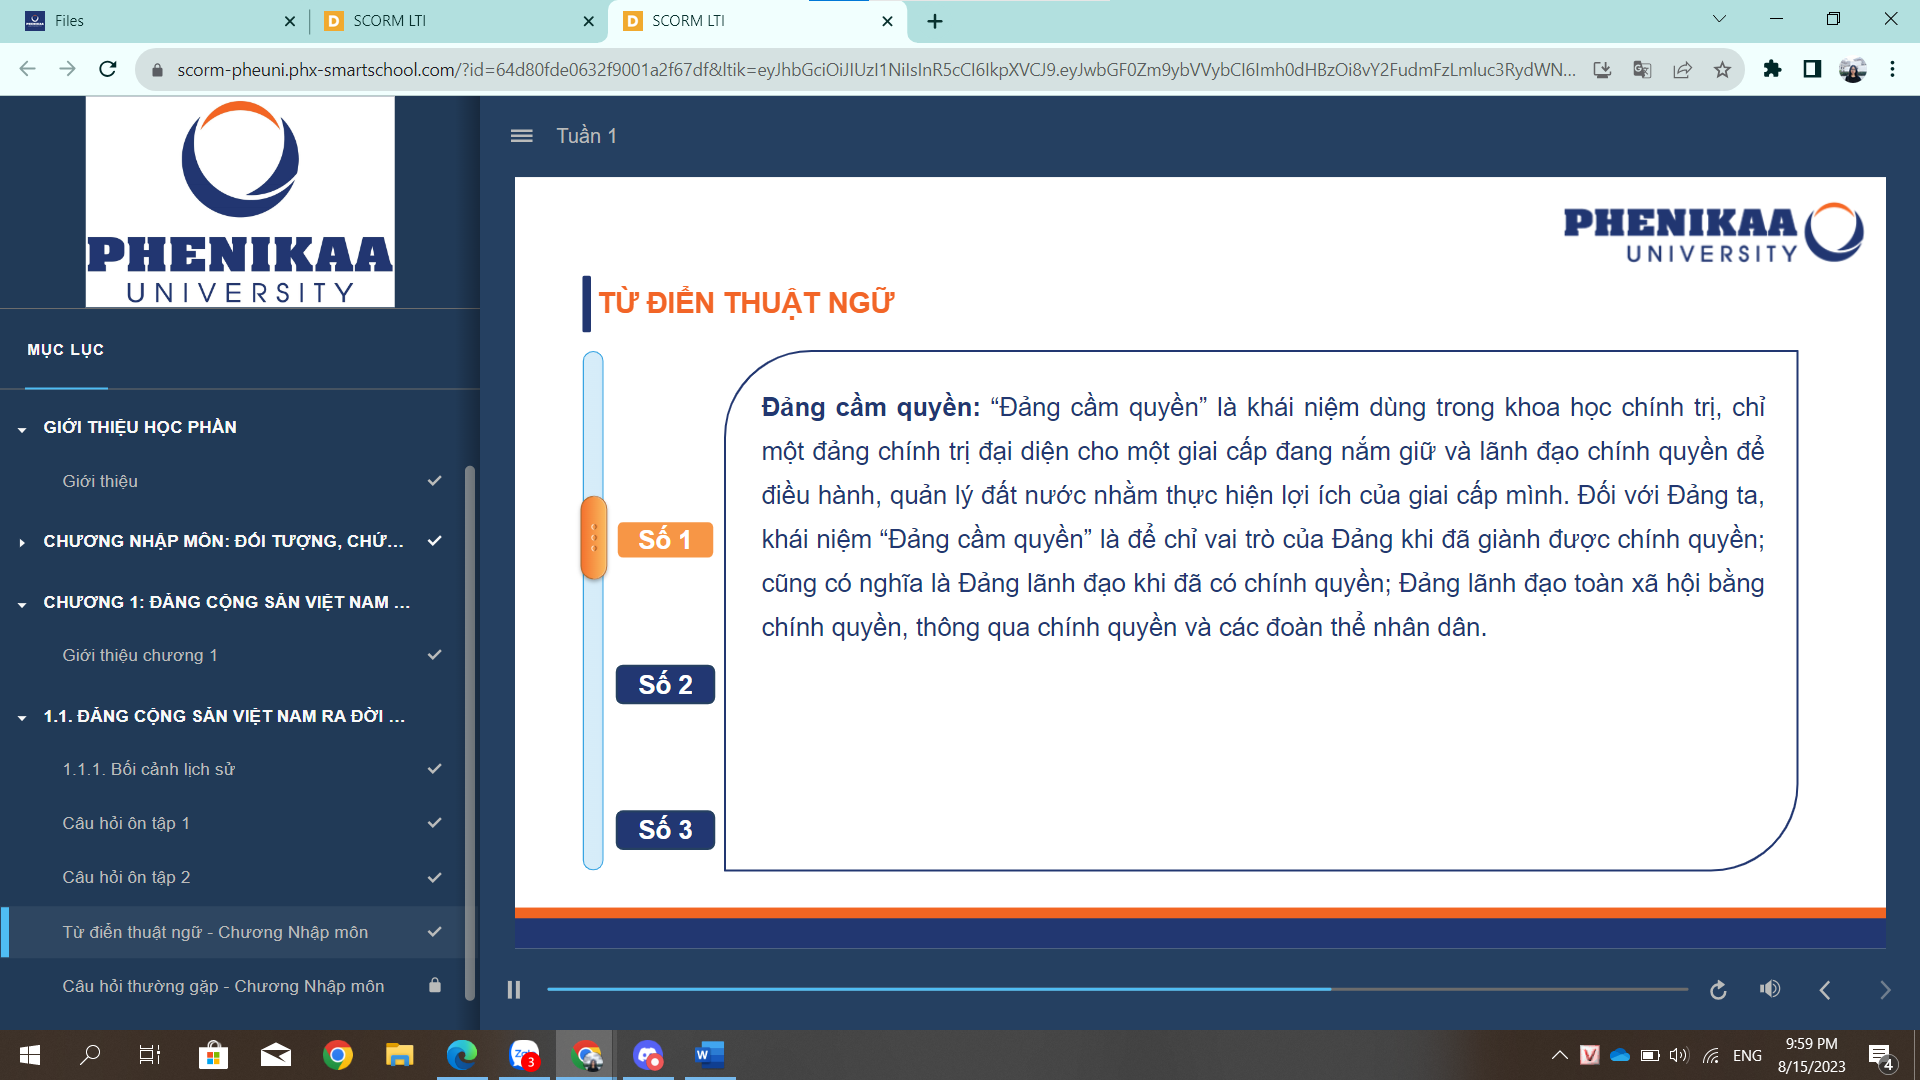 Files
SCORM LTI
SCORM LTI
scorm-pheuni.phx-smartschool.com/?id=64d80fde0632f9001a2f67df&ltik=eyJhbGciOiJIUzI1NiIsInR5cCI6IkpXVCJ9.eyJwbGF0Zm9ybVVybCI6Imh0dHBzOi8vY2FudmFzLmluc3RydWN...
PHENIKAA
UNIVERSITY
MỤC LỤC
GIỚI THIỆU HỌC PHẦN
Giới thiệu
CHƯƠNG NHẬP MÔN: ĐỐI TƯỢNG, CHỨ...
CHƯƠNG 1: ĐẢNG CỘNG SẢN VIỆT NAM ...
Giới thiệu chương 1
1.1. ĐẢNG CỘNG SẢN VIỆT NAM RA ĐỜI ...
1.1.1. Bối cảnh lịch sử
Câu hỏi ôn tập 1
Câu hỏi ôn tập 2
Từ điển thuật ngữ - Chương Nhập môn
Câu hỏi thường gặp - Chương Nhập môn
Tuần 1
PHENIKAA
UNIVERSITY
TỪ ĐIỂN THUẬT NGỮ
Số 1
Số 2
Số 3
Đảng cầm quyền: “Đảng cầm quyền” là khái niệm dùng trong khoa học chính trị, chỉ
một đảng chính trị đại diện cho một giai cấp đang nắm giữ và lãnh đạo chính quyền để
điều hành, quản lý đất nước nhằm thực hiện lợi ích của giai cấp mình. Đối với Đảng ta,
khái niệm “Đảng cầm quyền” là để chỉ vai trò của Đảng khi đã giành được chính quyền;
cũng có nghĩa là Đảng lãnh đạo khi đã có chính quyền; Đảng lãnh đạo toàn xã hội bằng
chính quyền, thông qua chính quyền và các đoàn thể nhân dân.
3
ENG
9:59 PM
8/15/2023
4